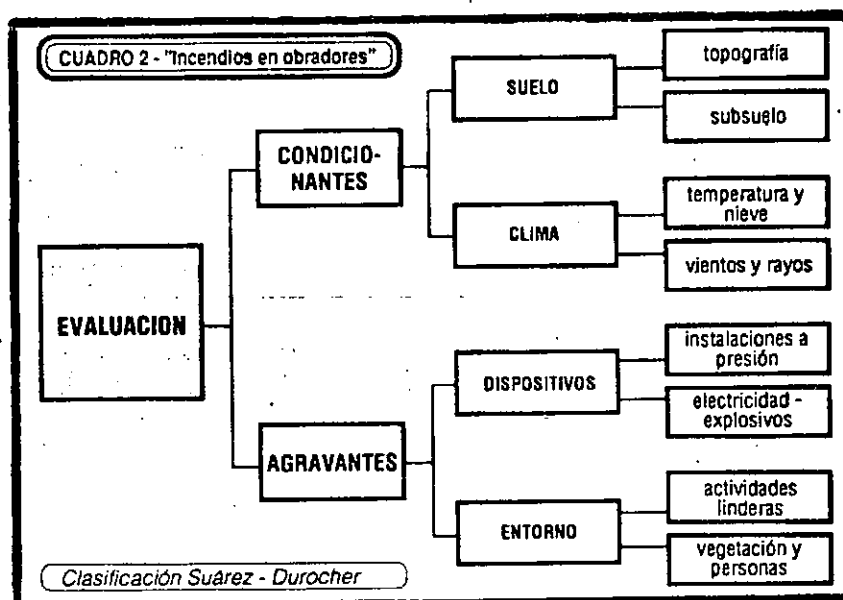 CUADRO 2 - "Incendios en obradores"
EVALUACION
CONDICIO-
NANTES
SUELO
topografía
subsuelo
CLIMA
temperatura y
nieve
vientos y rayos
AGRAVANTES
DISPOSITIVOS
instalaciones a
presión
electricidad -
explosivos
ENTORNO
actividades
linderas
vegetación y
personas
Clasificación Suárez - Durocher